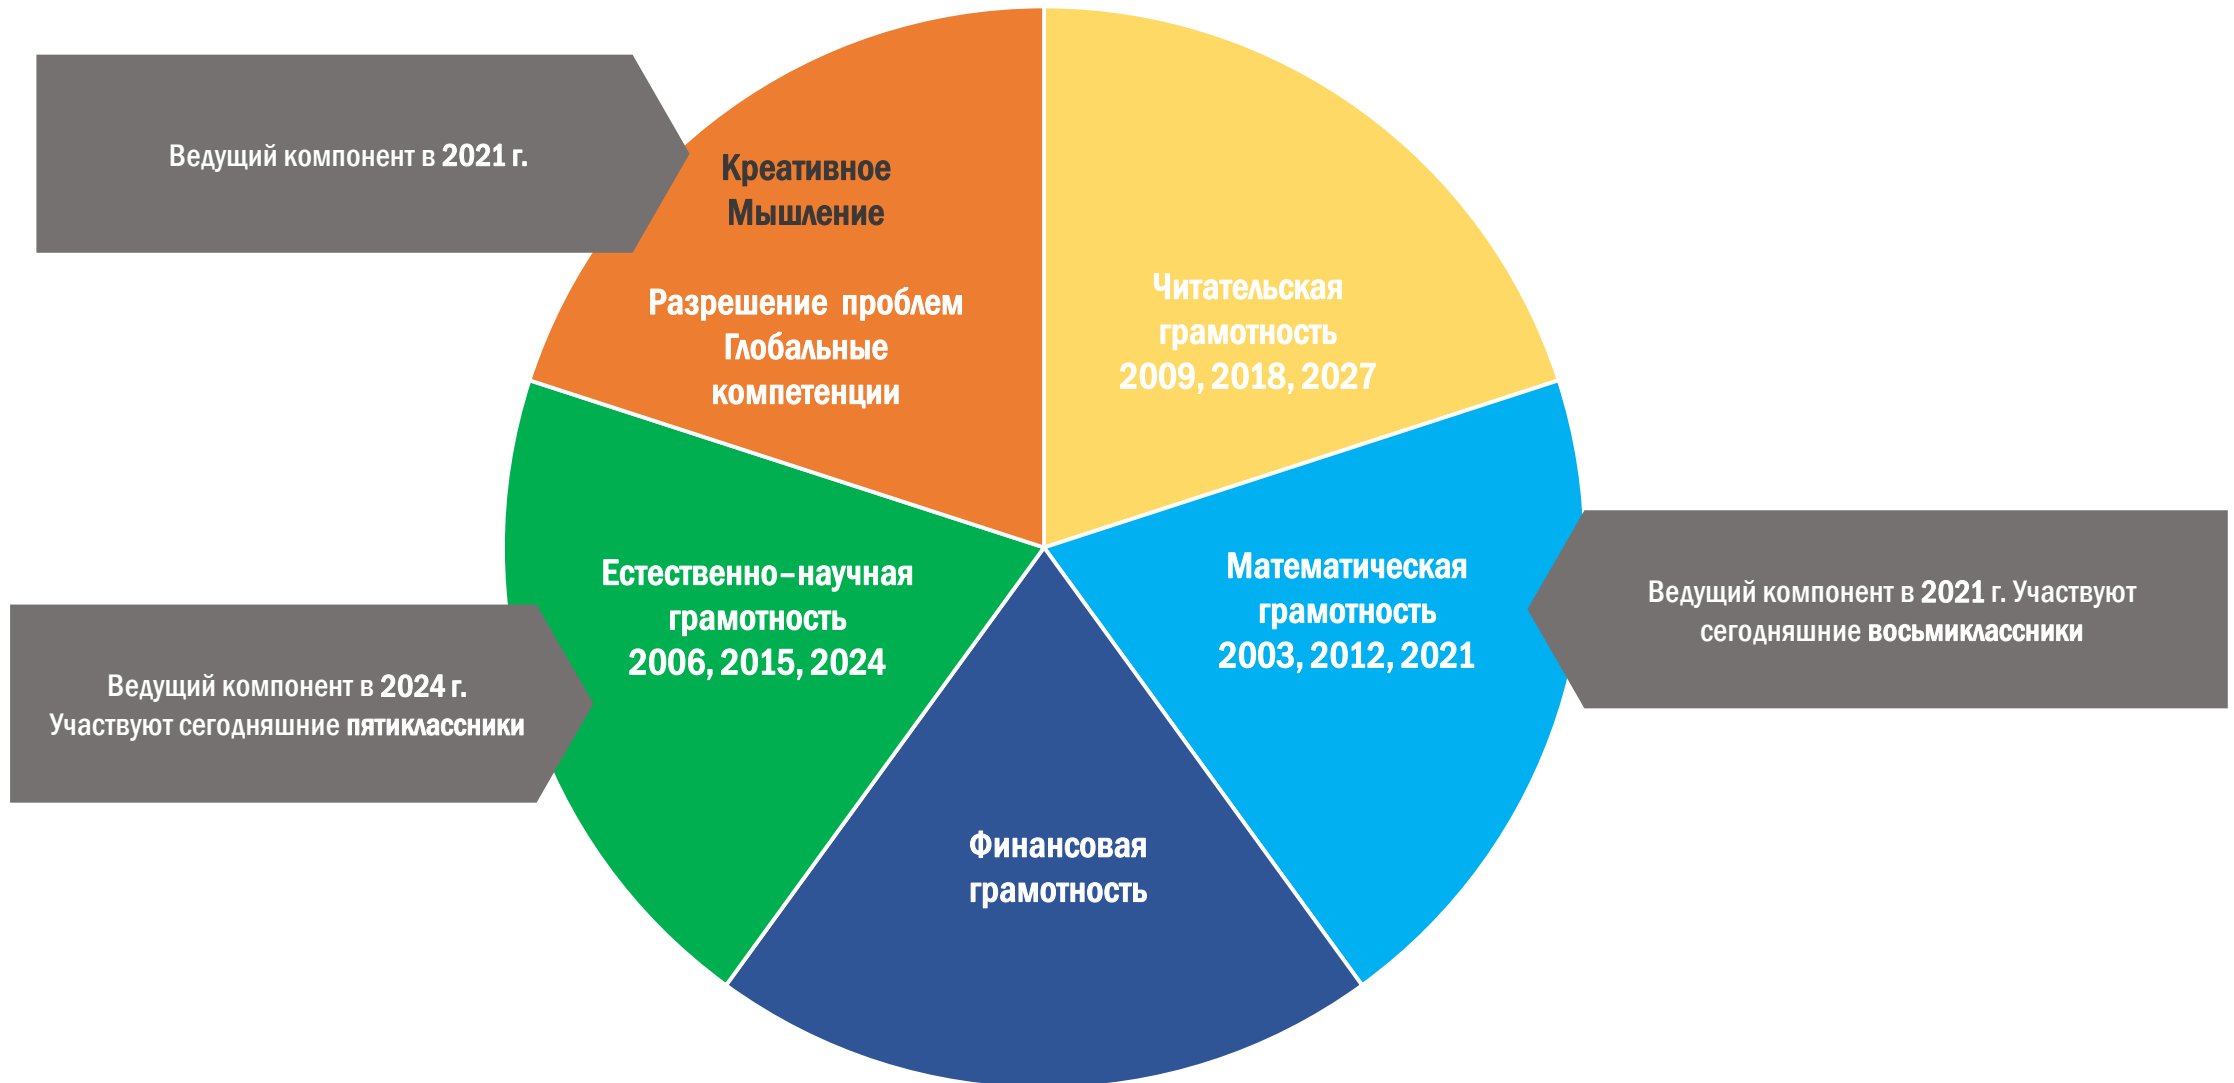 Ведущий компонент в 2021 г.
Креативное
Мышление
Разрешение проблем
Глобальные
компетенции
Читательская
грамотность
2009, 2018, 2027
Естественно-научная
грамотность
2006, 2015, 2024
Математическая
грамотность
2003, 2012, 2021
Ведущий компонент в 2021 г. Участвуют
сегодняшние восьмиклассники
Ведущий компонент в 2024 г.
Участвуют сегодняшние пятиклассники
Финансовая
грамотность